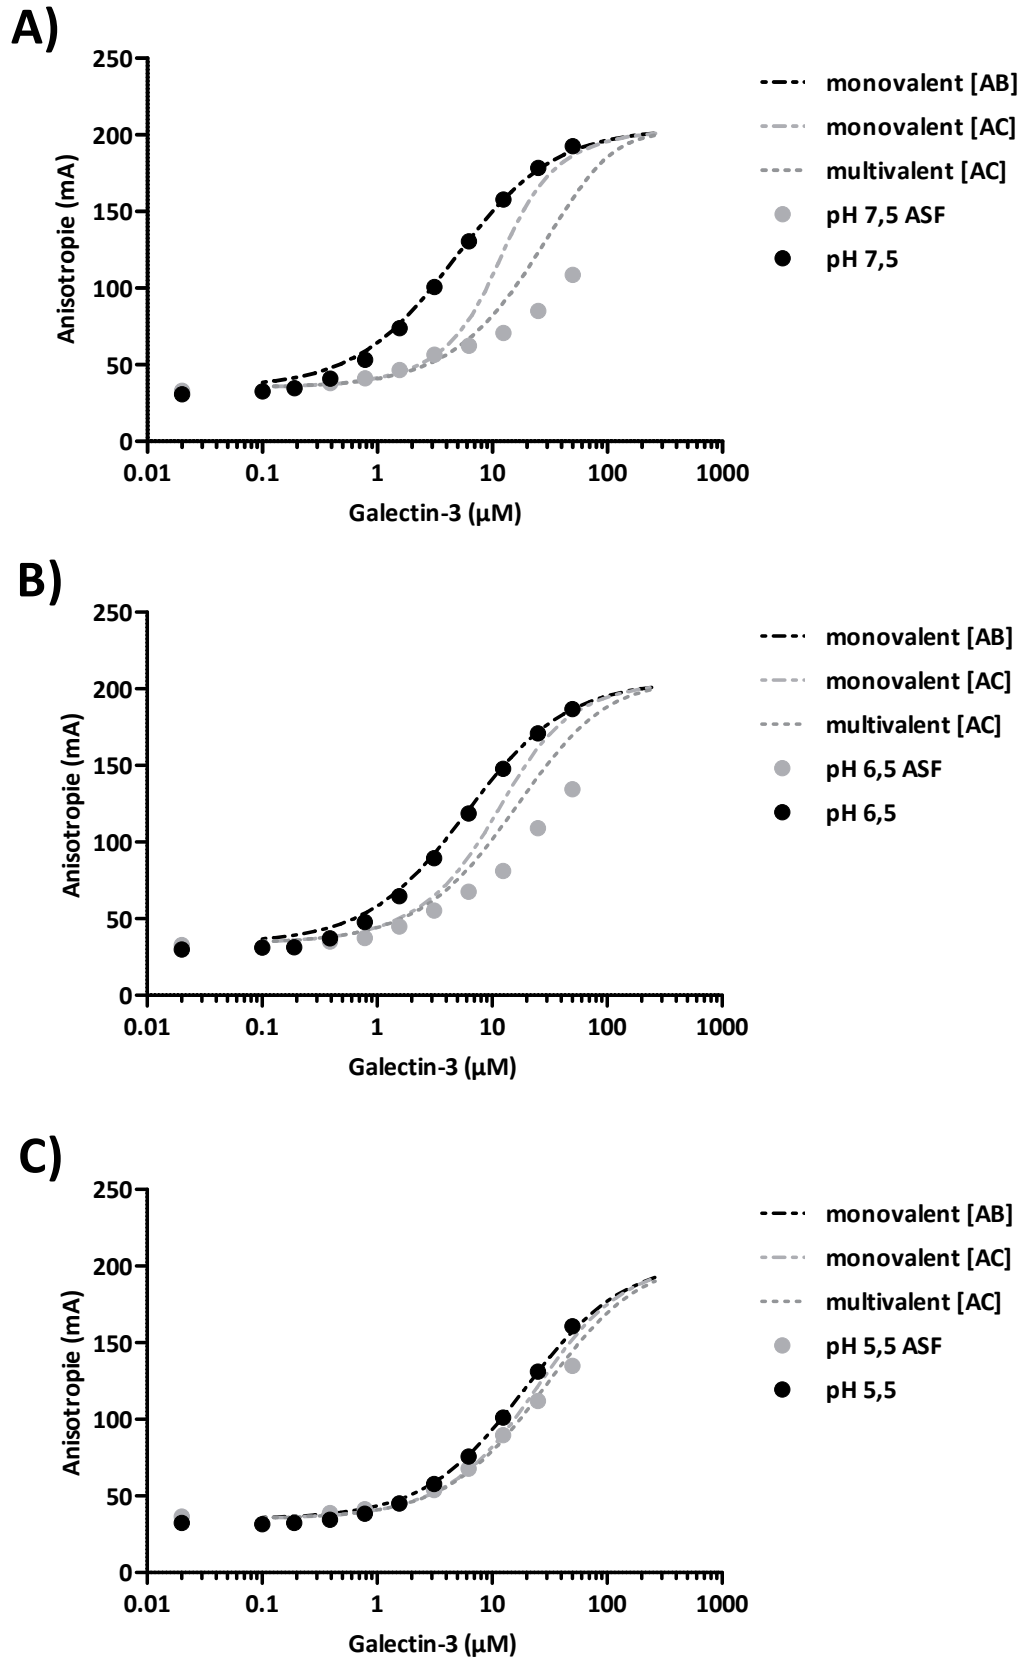 A)
250
200
150
100
50
0
Anisotropie (mA)
0.01 0.1 1 10 100 1000
Galectin-3 (µM)
monovalent [AB]
monovalent [AC]
multivalent [AC]
pH 7,5 ASF
pH 7,5
B)
250
200
150
100
50
0
Anisotropie (mA)
0.01 0.1 1 10 100 1000
Galectin-3 (µM)
monovalent [AB]
monovalent [AC]
multivalent [AC]
pH 6,5 ASF
pH 6,5
C)
250
200
150
100
50
0
Anisotropie (mA)
0.01 0.1 1 10 100 1000
Galectin-3 (µM)
monovalent [AB]
monovalent [AC]
multivalent [AC]
pH 5,5 ASF
pH 5,5